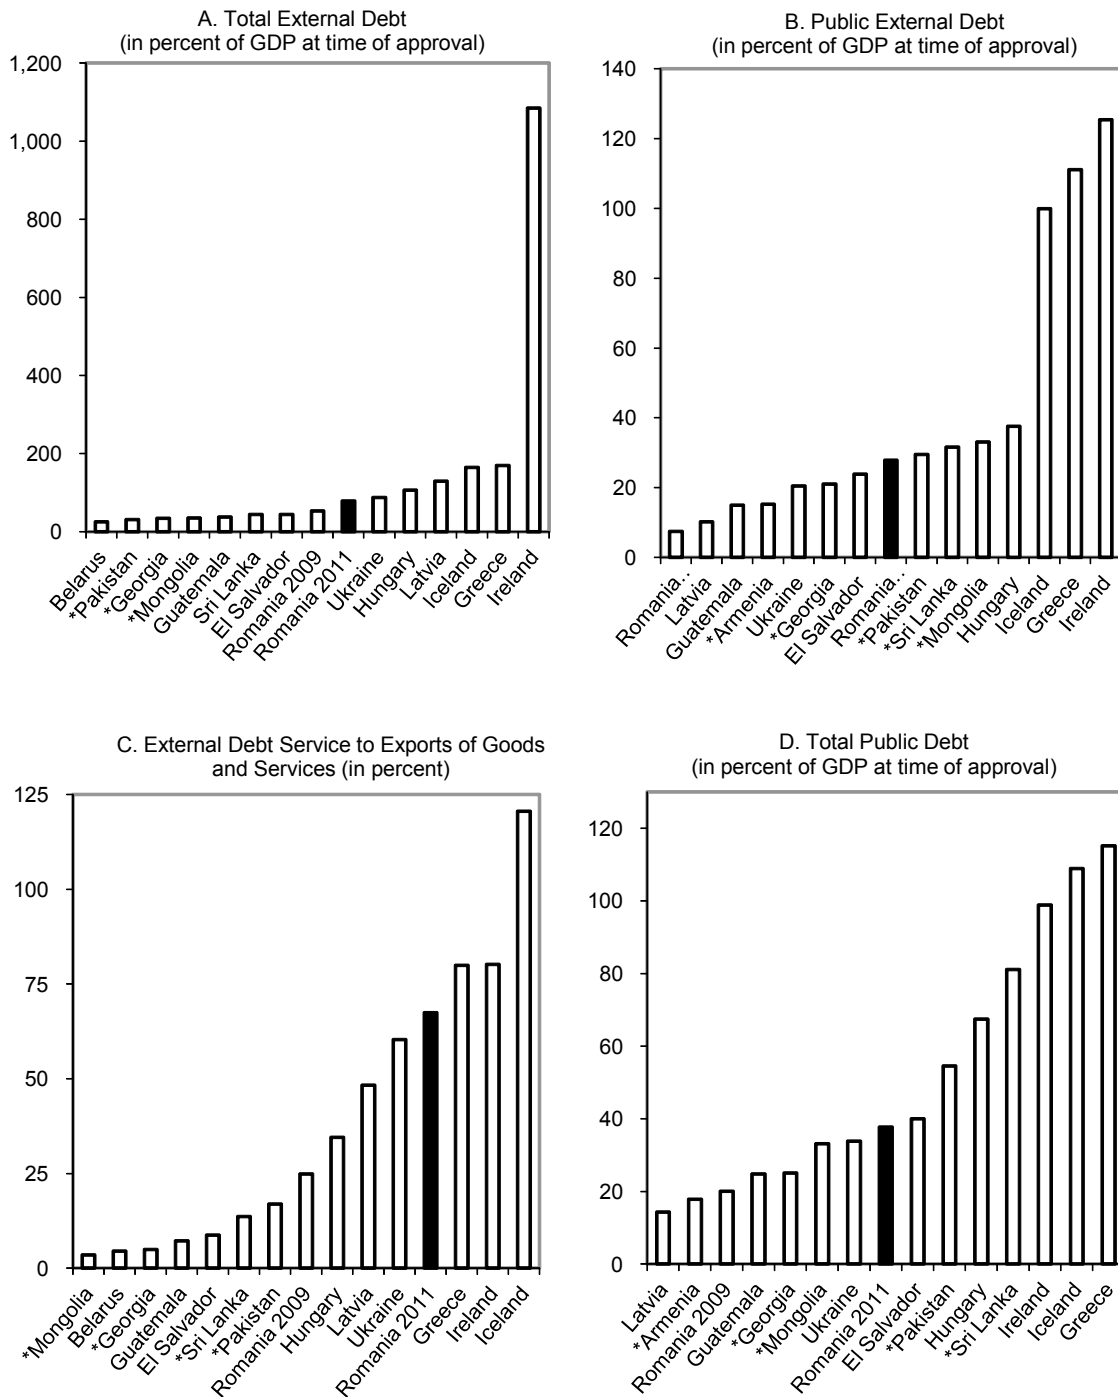 A. Total External Debt
(in percent of GDP at time of approval)
1,200
1,000
800
600
400
200
0
Belarus
*Pakistan
*Georgia
*Mongolia
Guatemala
Sri Lanka
El Salvador
Romania 2009
Romania 2011
Ukraine
Hungary
Latvia
Iceland
Greece
Ireland
B. Public External Debt
(in percent of GDP at time of approval)
140
120
100
80
60
40
20
0
Romania..
Latvia
Guatemala
*Armenia
Ukraine
*Georgia
El Salvador
Romania..
*Pakistan
*Sri Lanka
*Mongolia
Hungary
Iceland
Greece
Ireland
C. External Debt Service to Exports of Goods
and Services (in percent)
125
100
75
50
25
0
*Mongolia
Belarus
*Georgia
Guatemala
El Salvador
*Sri Lanka
*Pakistan
Romania 2009
Hungary
Latvia
Ukraine
Romania 2011
Greece
Ireland
Iceland
D. Total Public Debt
(in percent of GDP at time of approval)
120
100
80
60
40
20
0
Latvia
*Armenia
Romania 2009
Guatemala
*Georgia
*Mongolia
Ukraine
Romania 2011
El Salvador
*Pakistan
Hungary
*Sri Lanka
Ireland
Iceland
Greece